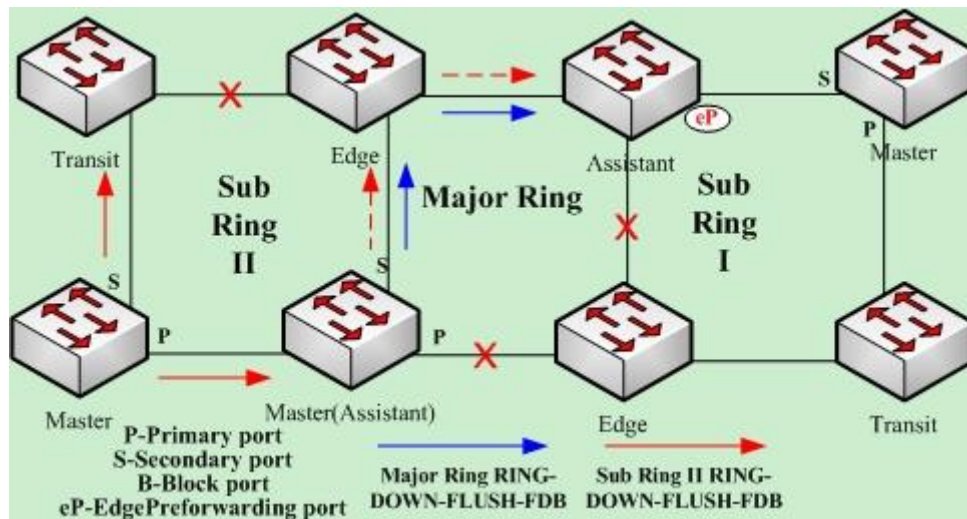 S
eP
P
Transit
Edge
Assistant
Master
Sub
Ring
II
Major Ring
Sub
Ring
I
S
S
P
P
Master
Master(Assistant)
Edge
Transit
P-Primary port
S-Secondary port
B-Block port
eP-EdgePreforwarding port
Major Ring RING-
DOWN-FLUSH-FDB
Sub Ring II RING-
DOWN-FLUSH-FDB